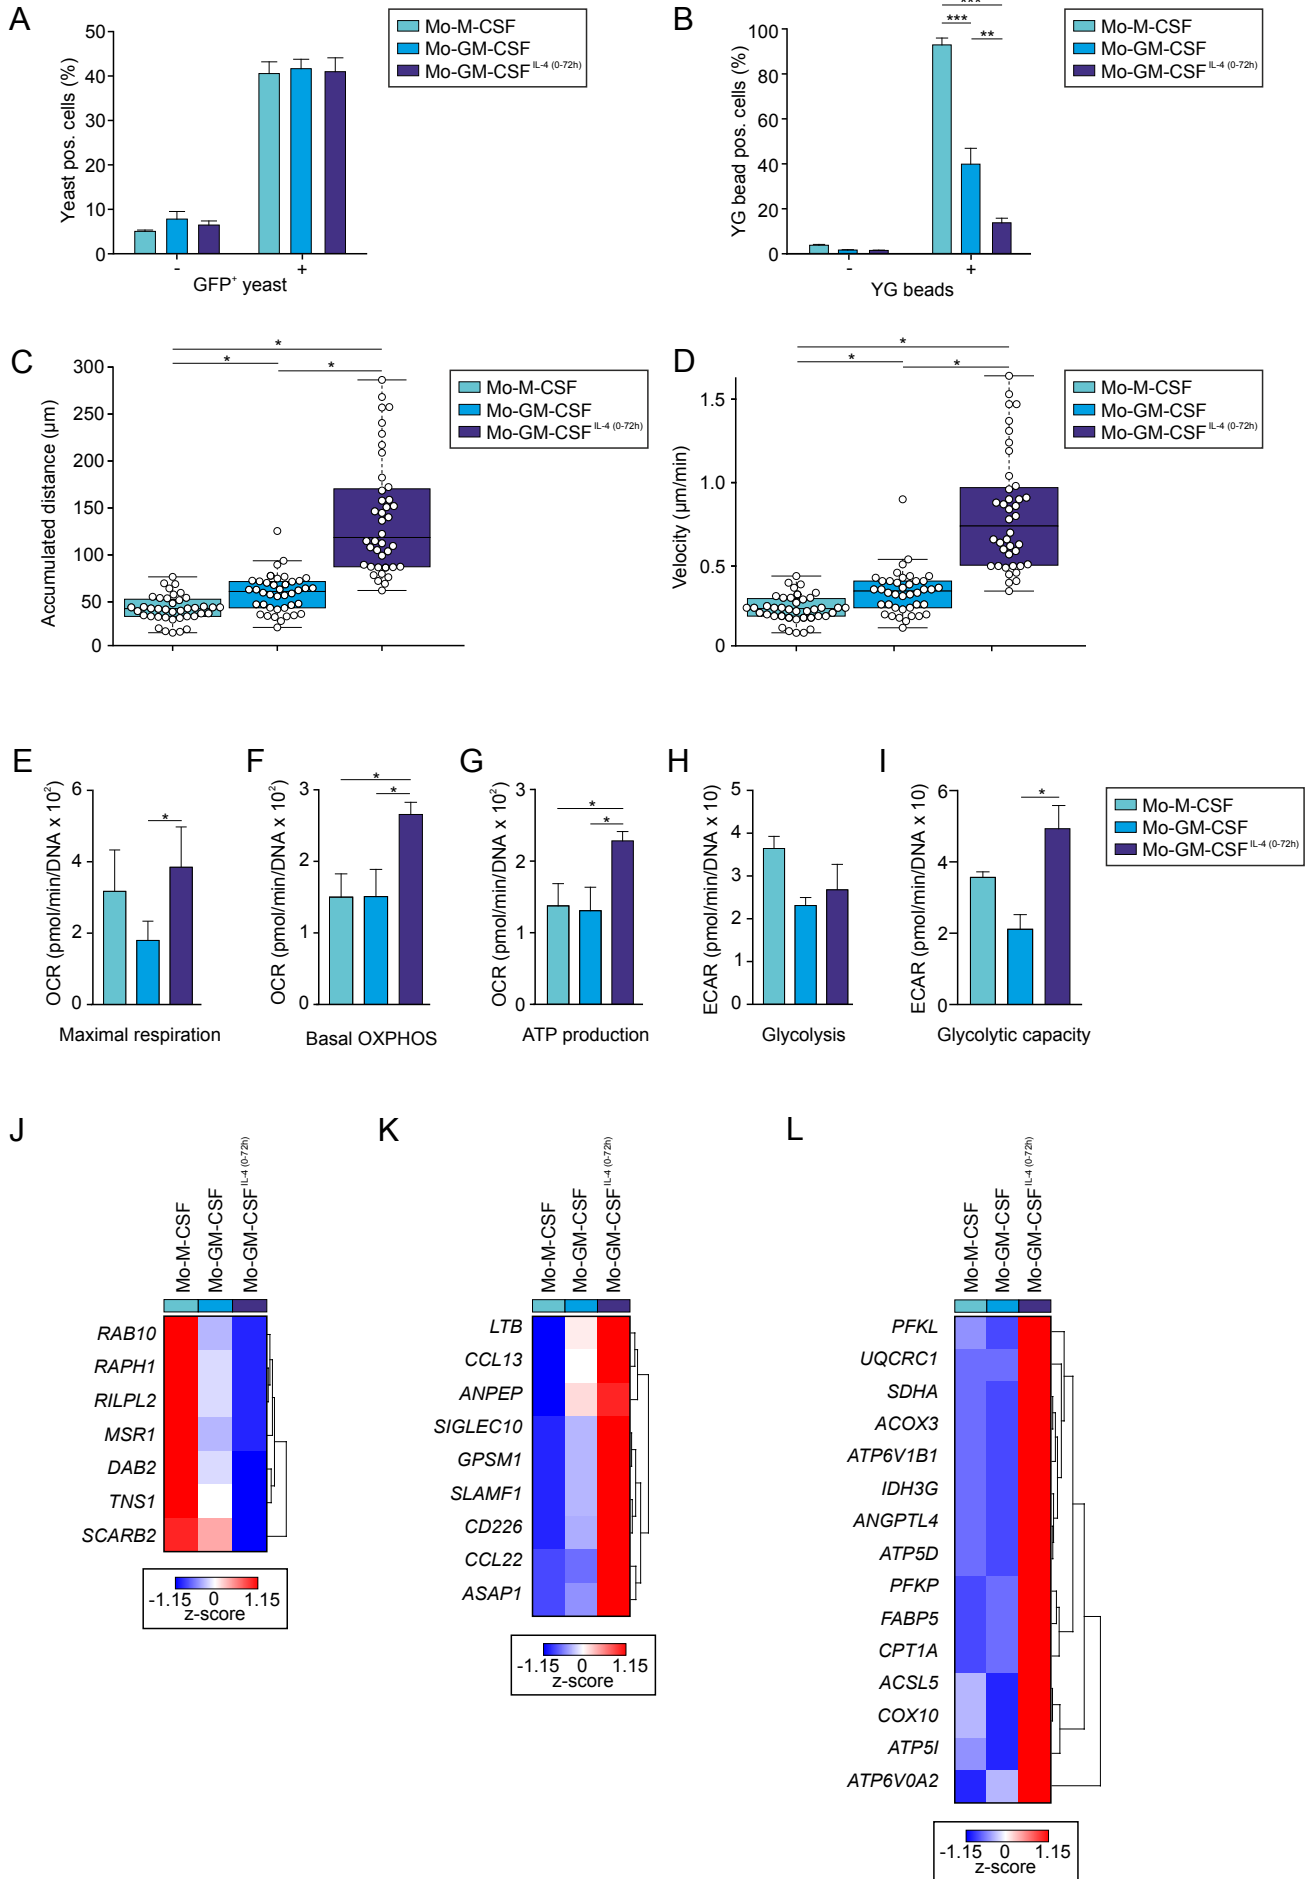 A
Yeast pos. cells (%)
50
40
30
20
10
0
-
+
GFP+ yeast
Mo-M-CSF
Mo-GM-CSF
Mo-GM-CSF IL-4 (0-72h)
B
YG bead pos. cells (%)
100
80
60
40
20
0
***
***
**
-
+
YG beads
Mo-M-CSF
Mo-GM-CSF
Mo-GM-CSF IL-4 (0-72h)
C
Accumulated distance (µm)
300
250
200
150
100
50
0
*
*
*
Mo-M-CSF
Mo-GM-CSF
Mo-GM-CSF IL-4 (0-72h)
D
Velocity (µm/min)
1.5
1.0
0.5
0
*
*
*
Mo-M-CSF
Mo-GM-CSF
Mo-GM-CSF IL-4 (0-72h)
E
OCR (pmol/min/DNA x 10²)
6
4
2
0
*
Maximal respiration
F
OCR (pmol/min/DNA x 10²)
3
2
1
0
*
*
Basal OXPHOS
G
OCR (pmol/min/DNA x 10²)
3
2
1
0
*
*
ATP production
H
ECAR (pmol/min/DNA x 10)
5
4
3
2
1
0
Glycolysis
I
ECAR (pmol/min/DNA x 10)
6
4
2
0
*
Glycolytic capacity
Mo-M-CSF
Mo-GM-CSF
Mo-GM-CSF IL-4 (0-72h)
J
Mo-M-CSF
Mo-GM-CSF
Mo-GM-CSF IL-4 (0-72h)
RAB10
RAPH1
RILPL2
MSR1
DAB2
TNS1
SCARB2
-1.15 0 1.15
z-score
K
Mo-M-CSF
Mo-GM-CSF
Mo-GM-CSF IL-4 (0-72h)
LTB
CCL13
ANPEP
SIGLEC10
GPSM1
SLAMF1
CD226
CCL22
ASAP1
-1.15 0 1.15
z-score
L
Mo-M-CSF
Mo-GM-CSF
Mo-GM-CSF IL-4 (0-72h)
PFKL
UQCRC1
SDHA
ACOX3
ATP6V1B1
IDH3G
ANGPTL4
ATP5D
PFKP
FABP5
CPT1A
ACSL5
COX10
ATP5I
ATP6V0A2
-1.15 0 1.15
z-score